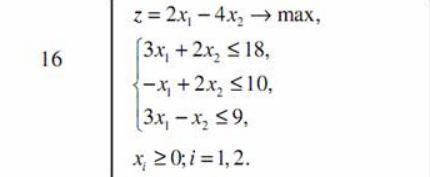 z = 2x₁ − 4x₂ → max,
16
3x₁ + 2x₂ ≤ 18,
−x₁ + 2x₂ ≤ 10,
3x₁ − x₂ ≤ 9,
xᵢ ≥ 0; i = 1, 2.